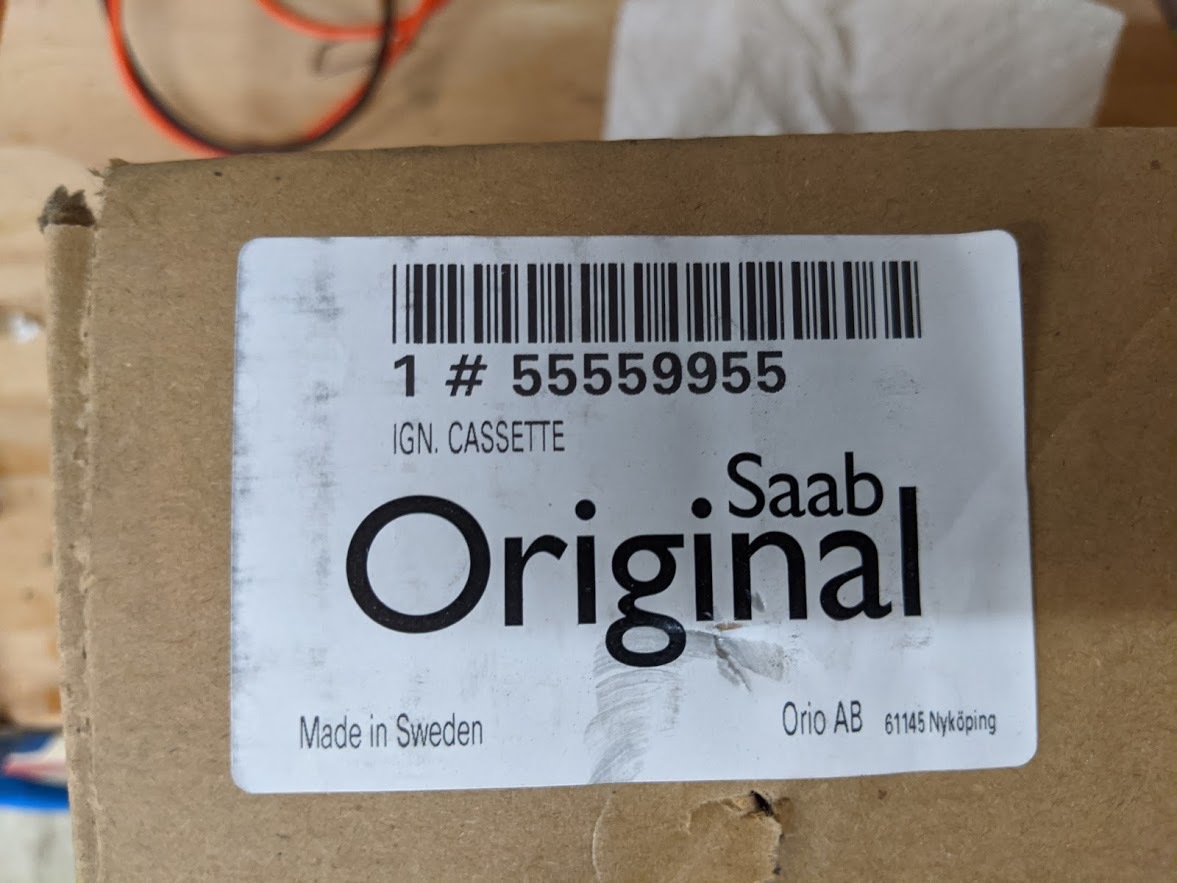 1 # 55559955
IGN. CASSETTE
Saab
Original
Made in Sweden
Orio AB 61145 Nyköping